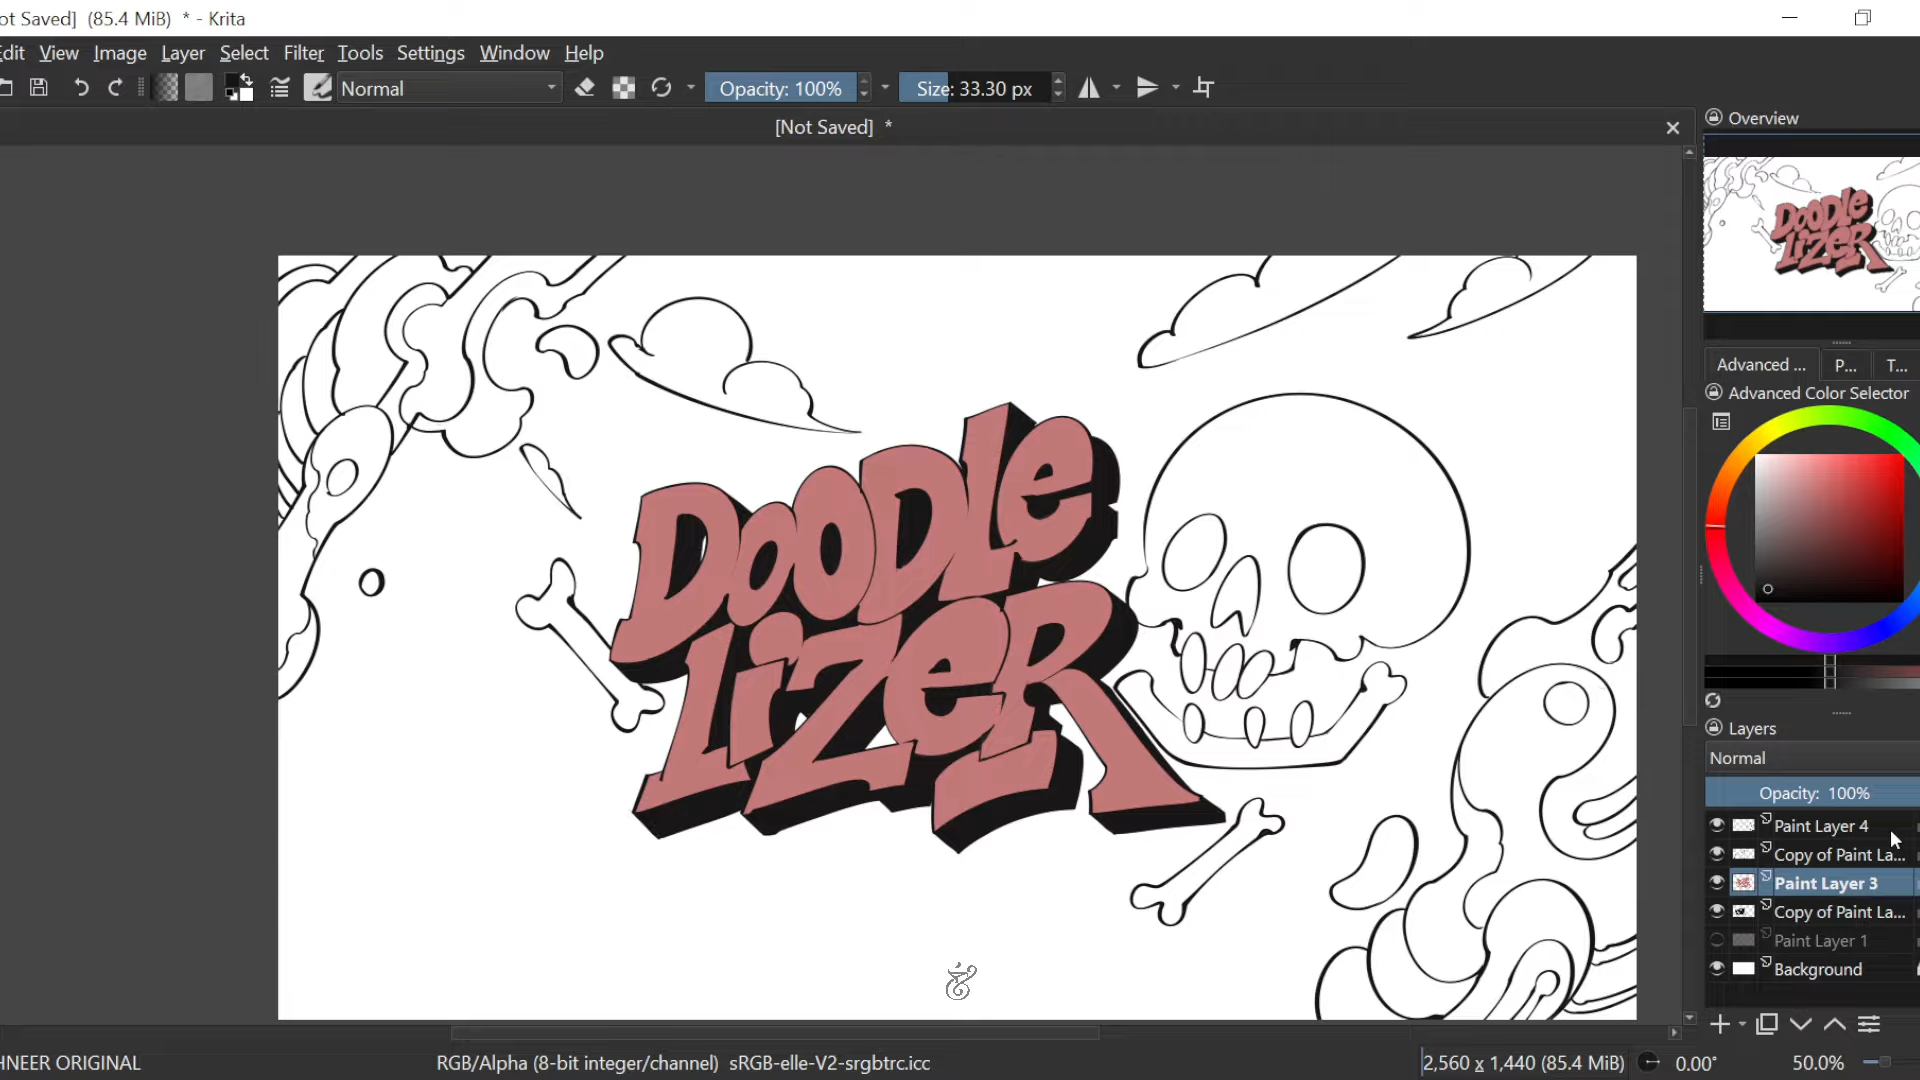 ot Saved] (85.4 MiB) * - Krita
Edit View Image Layer Select Filter Tools Settings Window Help
Normal Opacity: 100% Size: 33.30 px
[Not Saved] *
Overview
Advanced ... P... T...
Advanced Color Selector
DOODle
LizER
Layers
Normal
Opacity: 100%
Paint Layer 4
Copy of Paint La...
Paint Layer 3
Copy of Paint La...
Paint Layer 1
Background
HNEER ORIGINAL RGB/Alpha (8-bit integer/channel) sRGB-elle-V2-srgbtrc.icc 2,560 x 1,440 (85.4 MiB) 0.00° 50.0%